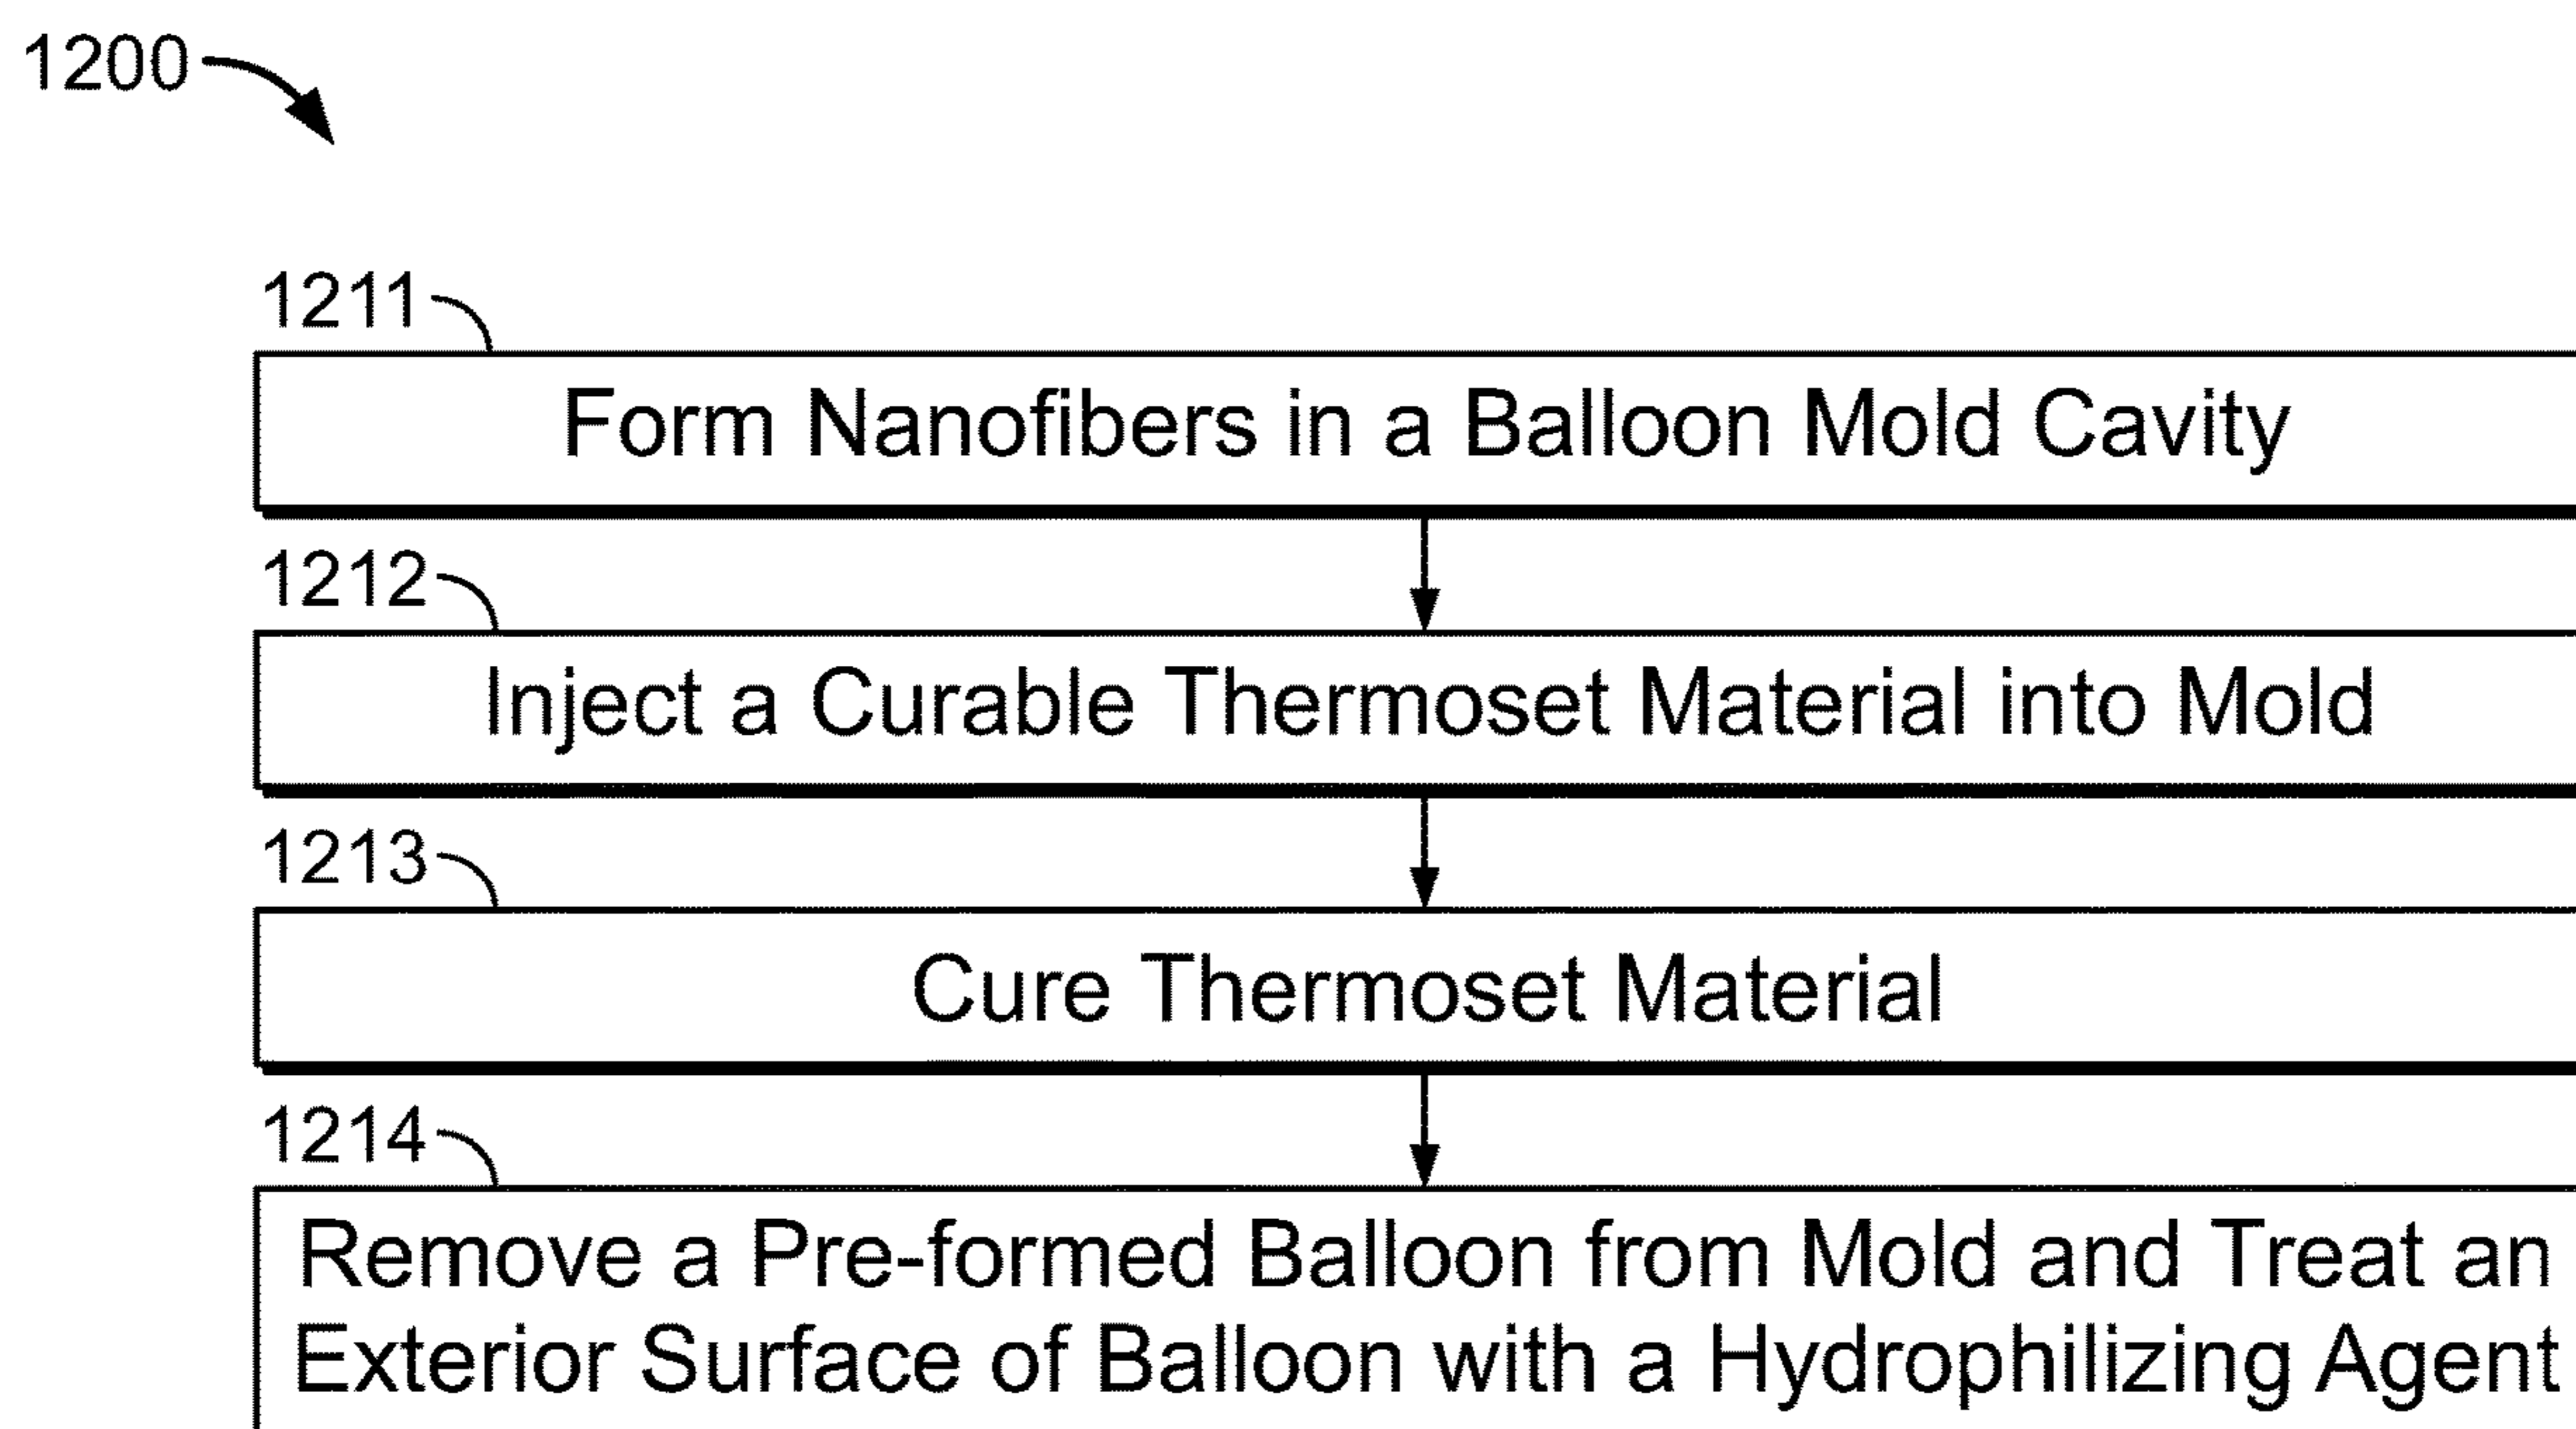 1200
1211
Form Nanofibers in a Balloon Mold Cavity
1212
Inject a Curable Thermoset Material into Mold
1213
Cure Thermoset Material
1214
Remove a Pre-formed Balloon from Mold and Treat an
Exterior Surface of Balloon with a Hydrophilizing Agent